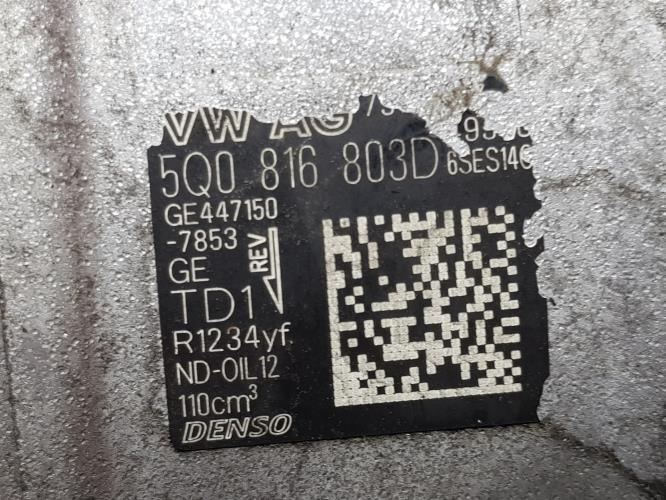 VW AG
5Q0 816 803D 6SES14C
GE447150
-7853
GE
REV
TD1
R1234yf
ND-OIL12
110cm³
DENSO